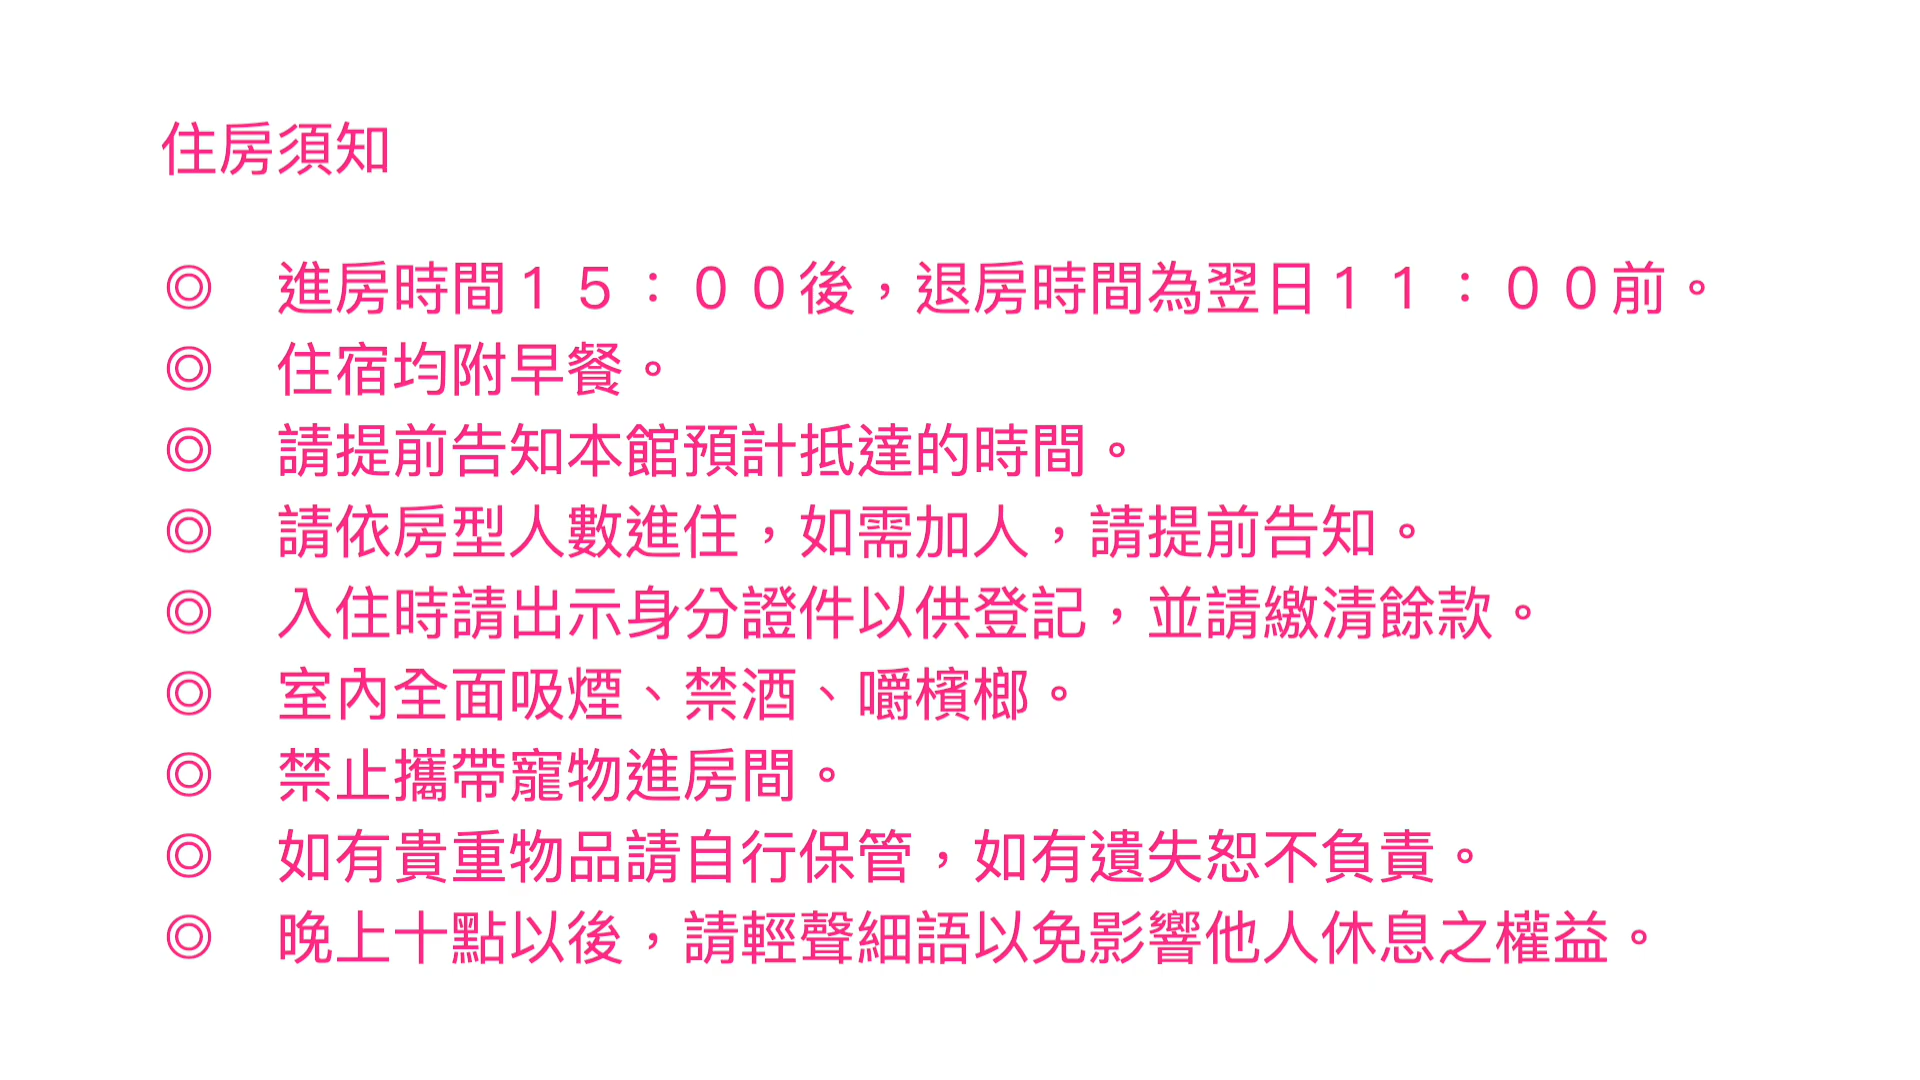 住房須知
◎　進房時間１５：００後，退房時間為翌日１１：００前。
◎　住宿均附早餐。
◎　請提前告知本館預計抵達的時間。
◎　請依房型人數進住，如需加人，請提前告知。
◎　入住時請出示身分證件以供登記，並請繳清餘款。
◎　室內全面吸煙、禁酒、嚼檳榔。
◎　禁止攜帶寵物進房間。
◎　如有貴重物品請自行保管，如有遺失恕不負責。
◎　晚上十點以後，請輕聲細語以免影響他人休息之權益。